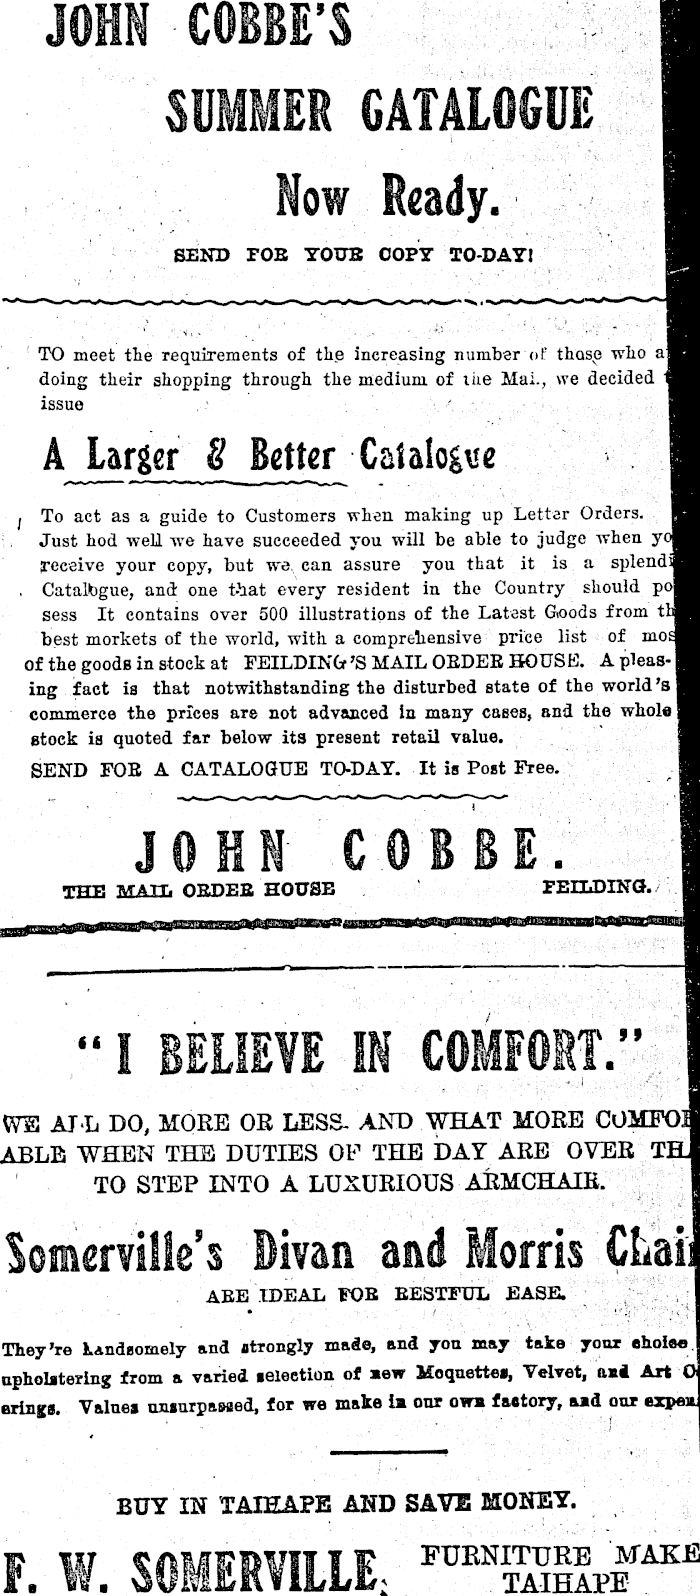 JOHN COBBE'S
SUMMER CATALOGUE
Now Ready.
SEND FOR YOUR COPY TO-DAY!
TO meet the requirements of the increasing number of those who a
doing their shopping through the medium of the Mai., we decided
issue
A Larger & Better Catalogue
To act as a guide to Customers when making up Letter Orders.
Just hod well we have succeeded you will be able to judge when yo
receive your copy, but we can assure you that it is a splendi
Catalogue, and one that every resident in the Country should po
sess It contains over 500 illustrations of the Latest Goods from th
best morkets of the world, with a comprehensive price list of mos
of the goods in stock at FEILDING'S MAIL ORDER HOUSE. A pleas-
ing fact is that notwithstanding the disturbed state of the world's
commerce the prices are not advanced in many cases, and the whole
stock is quoted far below its present retail value.
SEND FOR A CATALOGUE TO-DAY. It is Post Free.
JOHN COBBE.
THE MAIL ORDER HOUSE FEILDING.
"I BELIEVE IN COMFORT."
WE ALL DO, MORE OR LESS. AND WHAT MORE COMFOR
ABLE WHEN THE DUTIES OF THE DAY ARE OVER THA
TO STEP INTO A LUXURIOUS ARMCHAIR.
Somerville's Divan and Morris Chair
ARE IDEAL FOR RESTFUL EASE.
They're handsomely and strongly made, and you may take your choice
upholstering from a varied selection of new Moquettes, Velvet, and Art Co
erings. Values unsurpassed, for we make in our own factory, and our expen
BUY IN TAIHAPE AND SAVE MONEY.
F. W. SOMERVILLE, FURNITURE MAKE
TAIHAPE